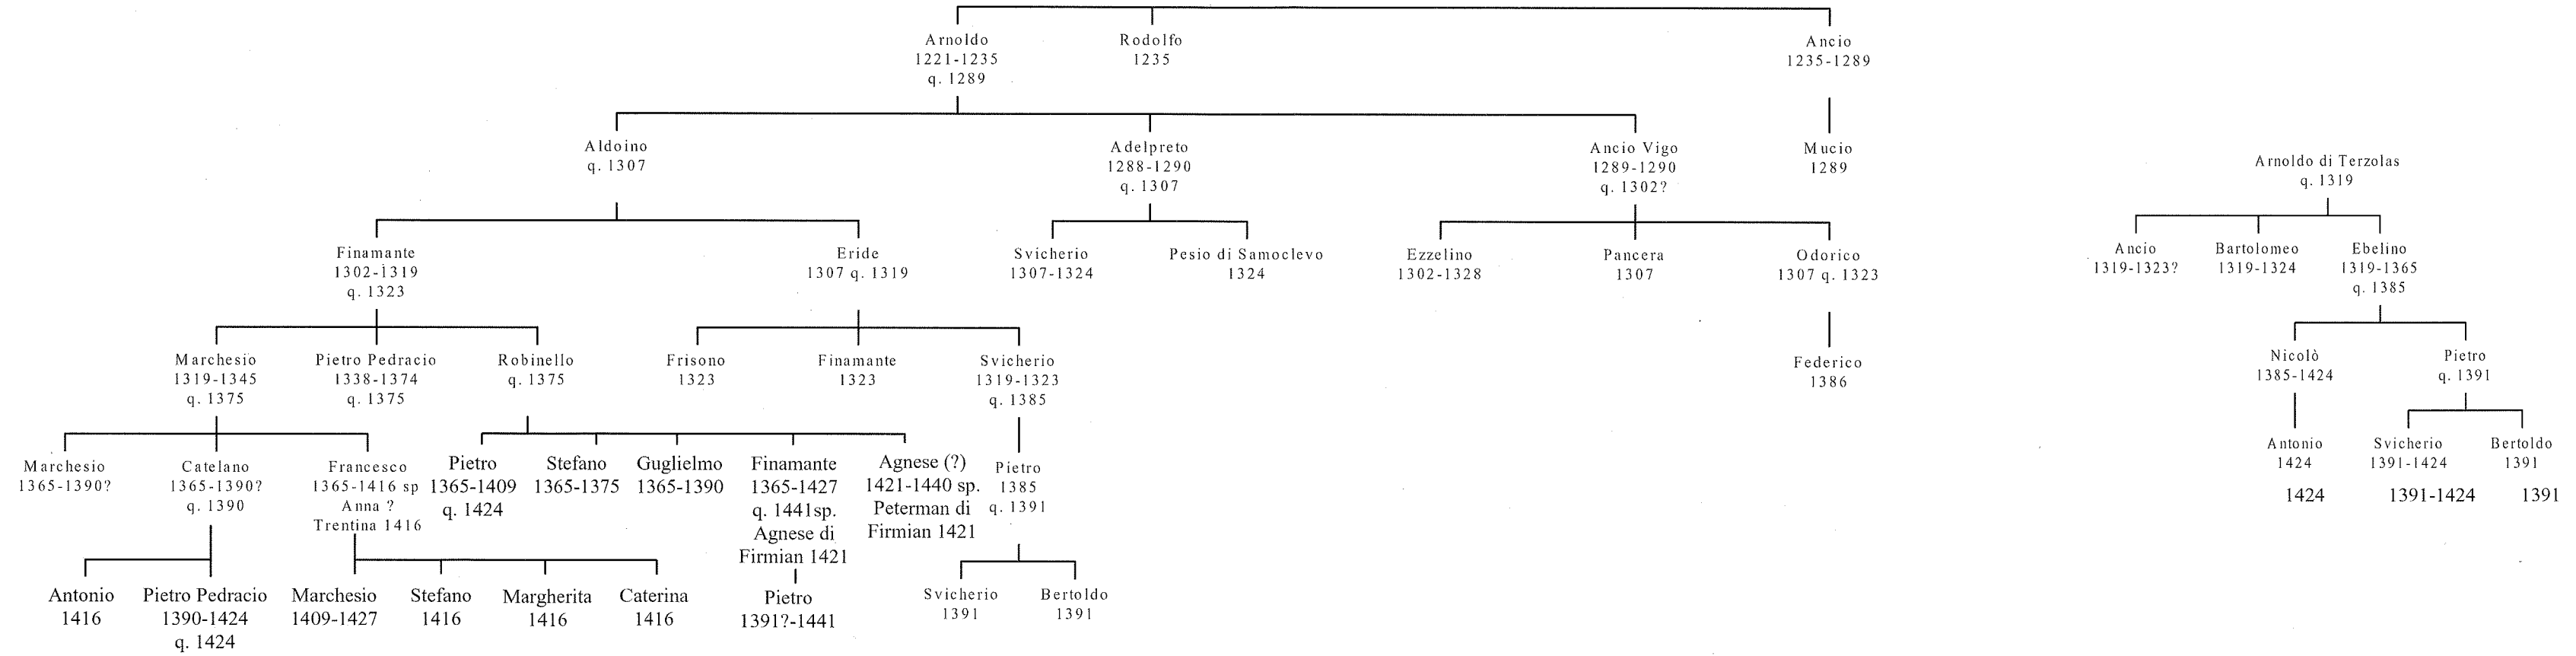 Arnoldo
1221-1235
q. 1289
Rodolfo
1235
Ancio
1235-1289
Aldoino
q. 1307
Adelpreto
1288-1290
q. 1307
Ancio Vigo
1289-1290
q. 1302?
Mucio
1289
Arnoldo di Terzolas
q. 1319
Finamante
1302-1319
q. 1323
Eride
1307 q. 1319
Svicherio
1307-1324
Pesio di Samoclevo
1324
Ezzelino
1302-1328
Pancera
1307
Odorico
1307 q. 1323
Ancio
1319-1323?
Bartolomeo
1319-1324
Ebelino
1319-1365
q. 1385
Marchesio
1319-1345
q. 1375
Pietro Pedracio
1338-1374
q. 1375
Robinello
q. 1375
Frisono
1323
Finamante
1323
Svicherio
1319-1323
q. 1385
Federico
1386
Nicolò
1385-1424
Pietro
q. 1391
Marchesio
1365-1390?
Catelano
1365-1390?
q. 1390
Francesco
1365-1416 sp
Anna ?
Trentina 1416
Pietro
1365-1409
q. 1424
Stefano
1365-1375
Guglielmo
1365-1390
Finamante
1365-1427
q. 1441sp.
Agnese di
Firmian 1421
Agnese (?)
1421-1440 sp.
Peterman di
Firmian 1421
Pietro
1385
q. 1391
Antonio
1424
1424
Svicherio
1391-1424
1391-1424
Bertoldo
1391
1391
Antonio
1416
Pietro Pedracio
1390-1424
q. 1424
Marchesio
1409-1427
Stefano
1416
Margherita
1416
Caterina
1416
Pietro
1391?-1441
Svicherio
1391
Bertoldo
1391